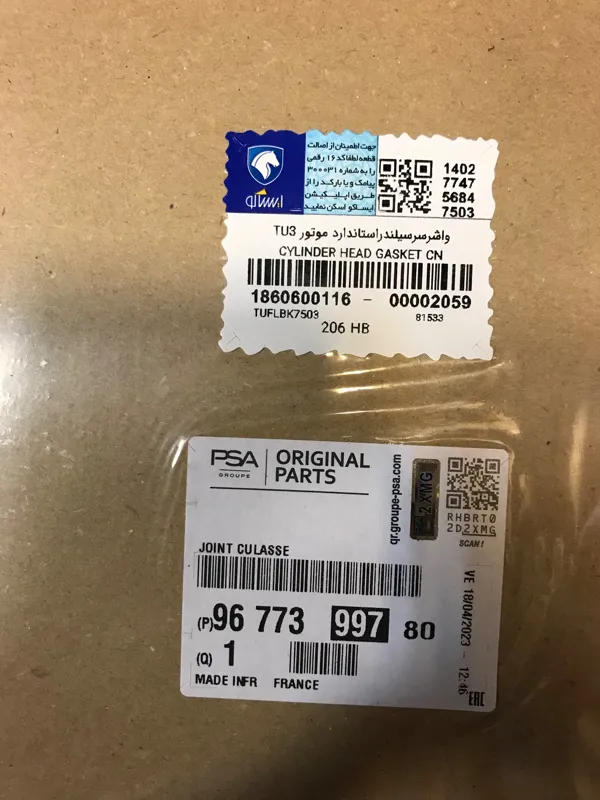 جهت اطمینان از اصالت
قطعه لطفا کد ۱۶ رقمی
را به شماره ۳۰۰۰۳۱
پیامک و یا بارکد را از
طریق اپلیکیشن
ایساکو اسکن نمایید
ایساکو
1402
7747
5684
7503
واشرسرسیلندراستاندارد موتور TU3
CYLINDER HEAD GASKET CN
1860600116 - 00002059
TUFLBK7503 81533
206 HB
PSA
GROUPE
ORIGINAL
PARTS
qr.groupe-psa.com
2XMG
RHBRT0
2D2XMG
SCAN!
JOINT CULASSE
(P) 96 773 997 80
(Q) 1
MADE IN FR FRANCE
VE 18/04/2023 - 12:46
EAC